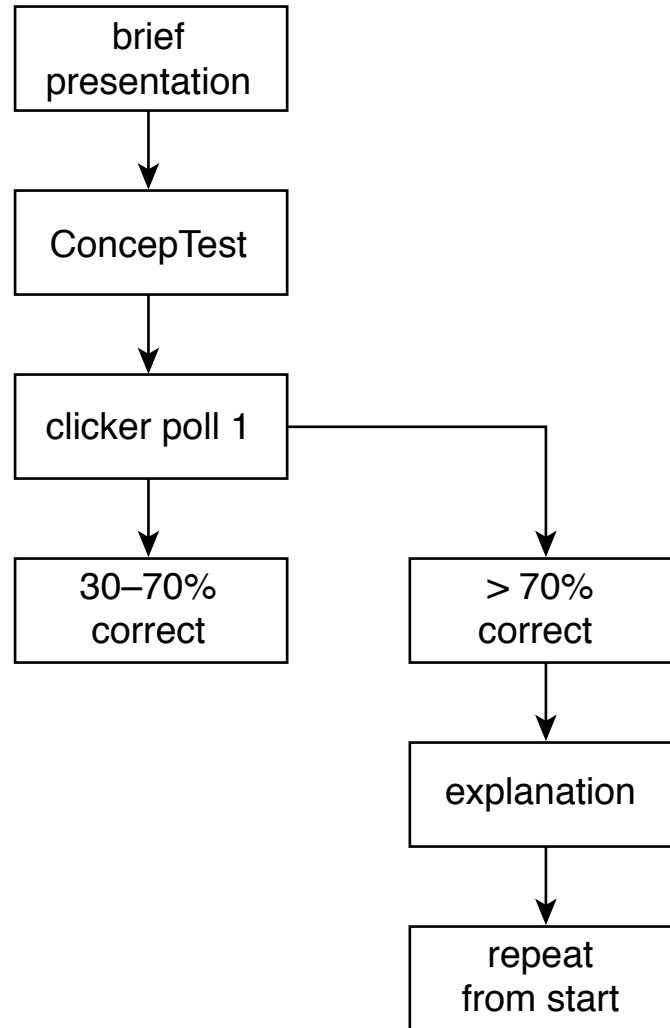 brief
presentation
ConcepTest
clicker poll 1
30–70%
correct
> 70%
correct
explanation
repeat
from start